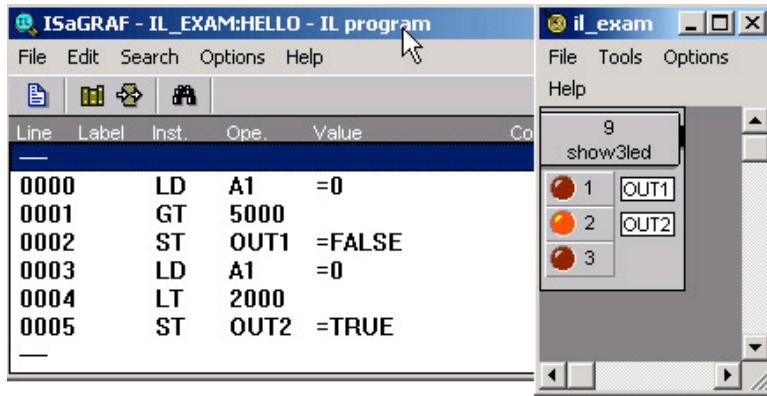 ISaGRAF - IL_EXAM:HELLO - IL program
File Edit Search Options Help
Line Label Inst. Ope. Value Co
0000 LD A1 =0
0001 GT 5000
0002 ST OUT1 =FALSE
0003 LD A1 =0
0004 LT 2000
0005 ST OUT2 =TRUE
il_exam
File Tools Options
Help
9
show3led
1 OUT1
2 OUT2
3